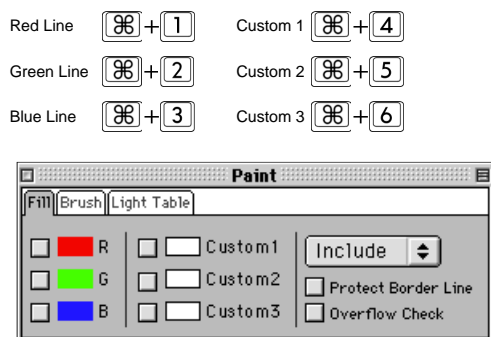 Red Line ⌘+1 Custom 1 ⌘+4
Green Line ⌘+2 Custom 2 ⌘+5
Blue Line ⌘+3 Custom 3 ⌘+6
Paint
Fill Brush Light Table
R Custom1 Include
G Custom2 Protect Border Line
B Custom3 Overflow Check